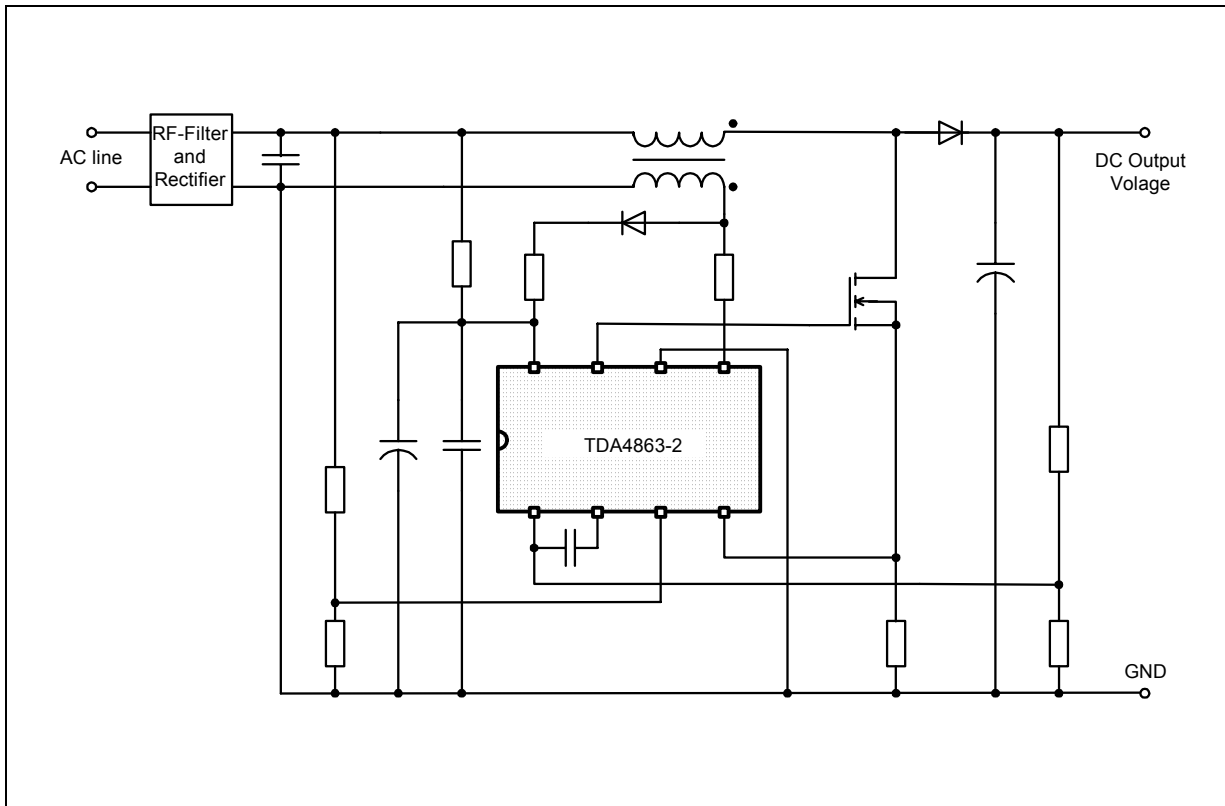 AC line
RF-Filter
and
Rectifier
DC Output
Volage
TDA4863-2
GND